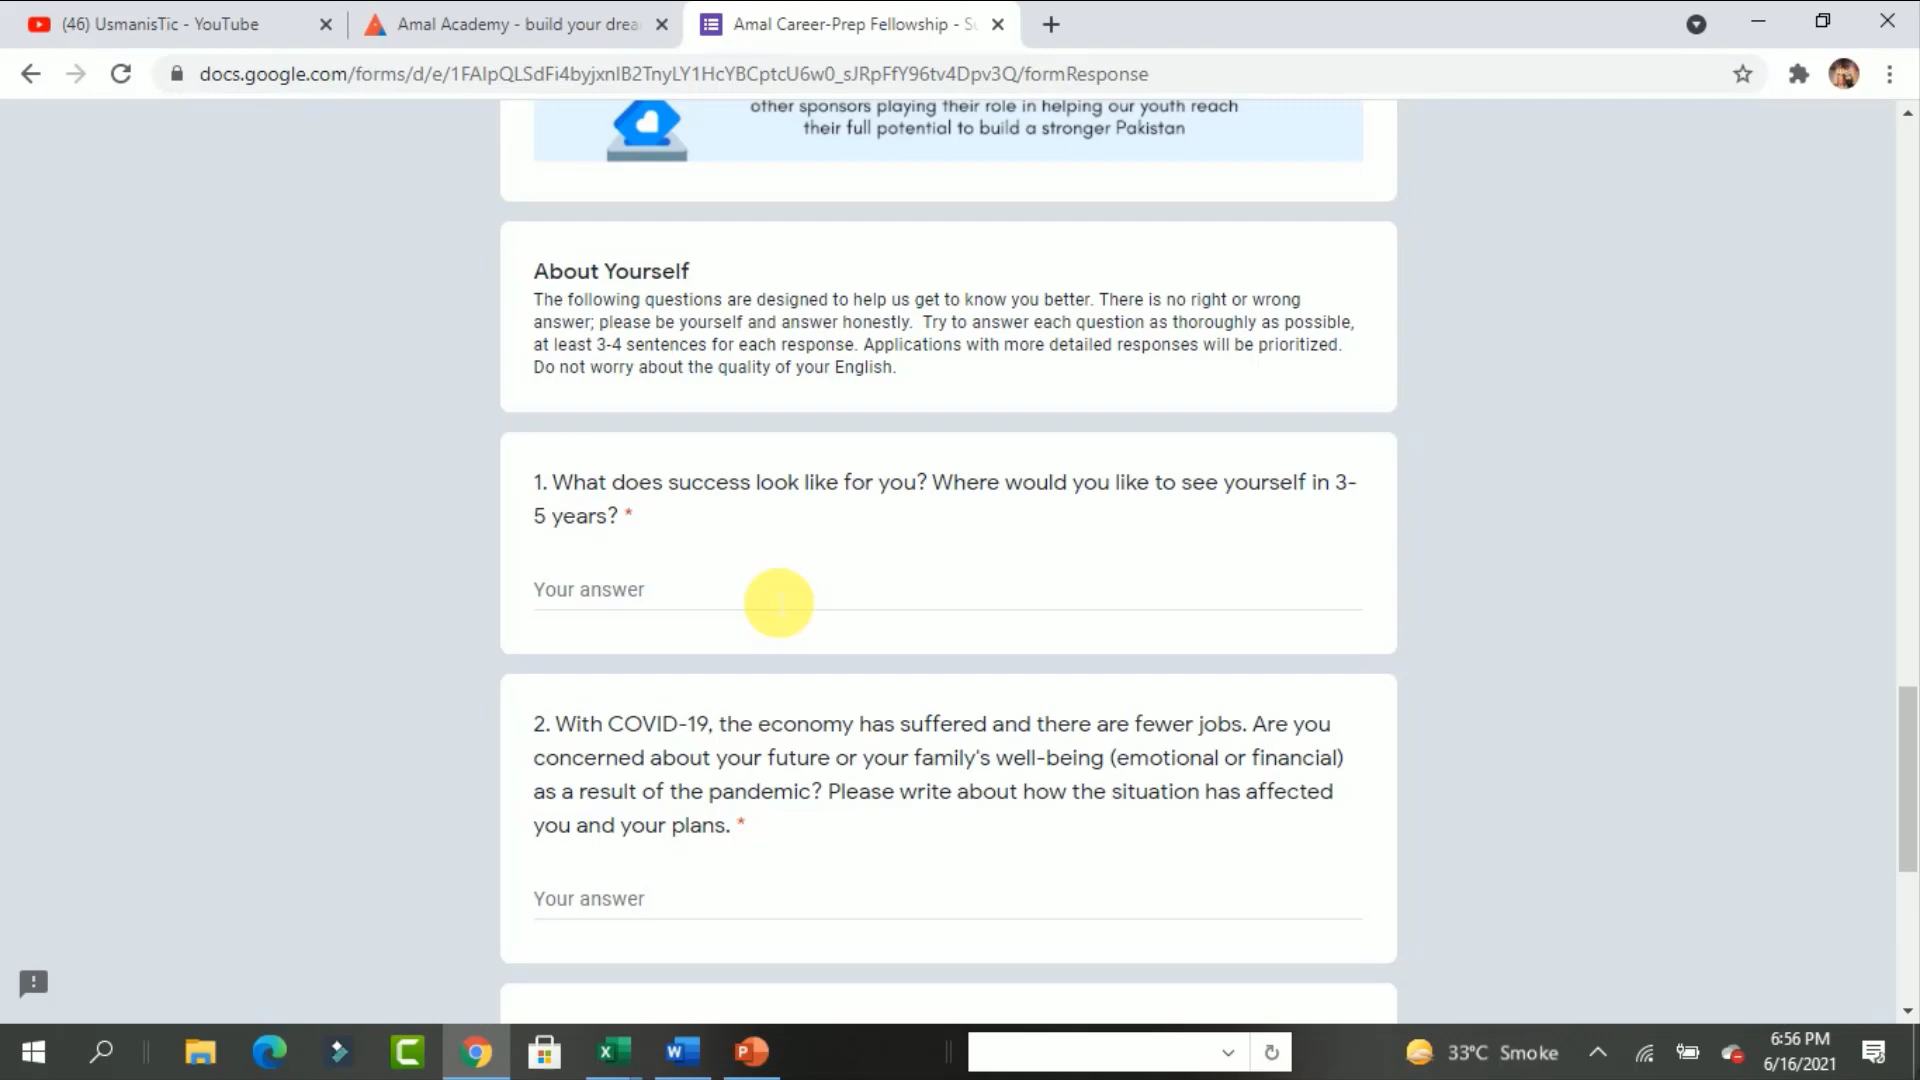 (46) UsmanisTic - YouTube
Amal Academy - build your drea
Amal Career-Prep Fellowship - Su
docs.google.com/forms/d/e/1FAIpQLSdFi4byjxnIB2TnyLY1HcYBCptcU6w0_sJRpFfY96tv4Dpv3Q/formResponse
other sponsors playing their role in helping our youth reach
their full potential to build a stronger Pakistan
About Yourself
The following questions are designed to help us get to know you better. There is no right or wrong
answer; please be yourself and answer honestly. Try to answer each question as thoroughly as possible,
at least 3-4 sentences for each response. Applications with more detailed responses will be prioritized.
Do not worry about the quality of your English.
1. What does success look like for you? Where would you like to see yourself in 3-
5 years? *
Your answer
2. With COVID-19, the economy has suffered and there are fewer jobs. Are you
concerned about your future or your family's well-being (emotional or financial)
as a result of the pandemic? Please write about how the situation has affected
you and your plans. *
Your answer
33°C Smoke
6:56 PM
6/16/2021